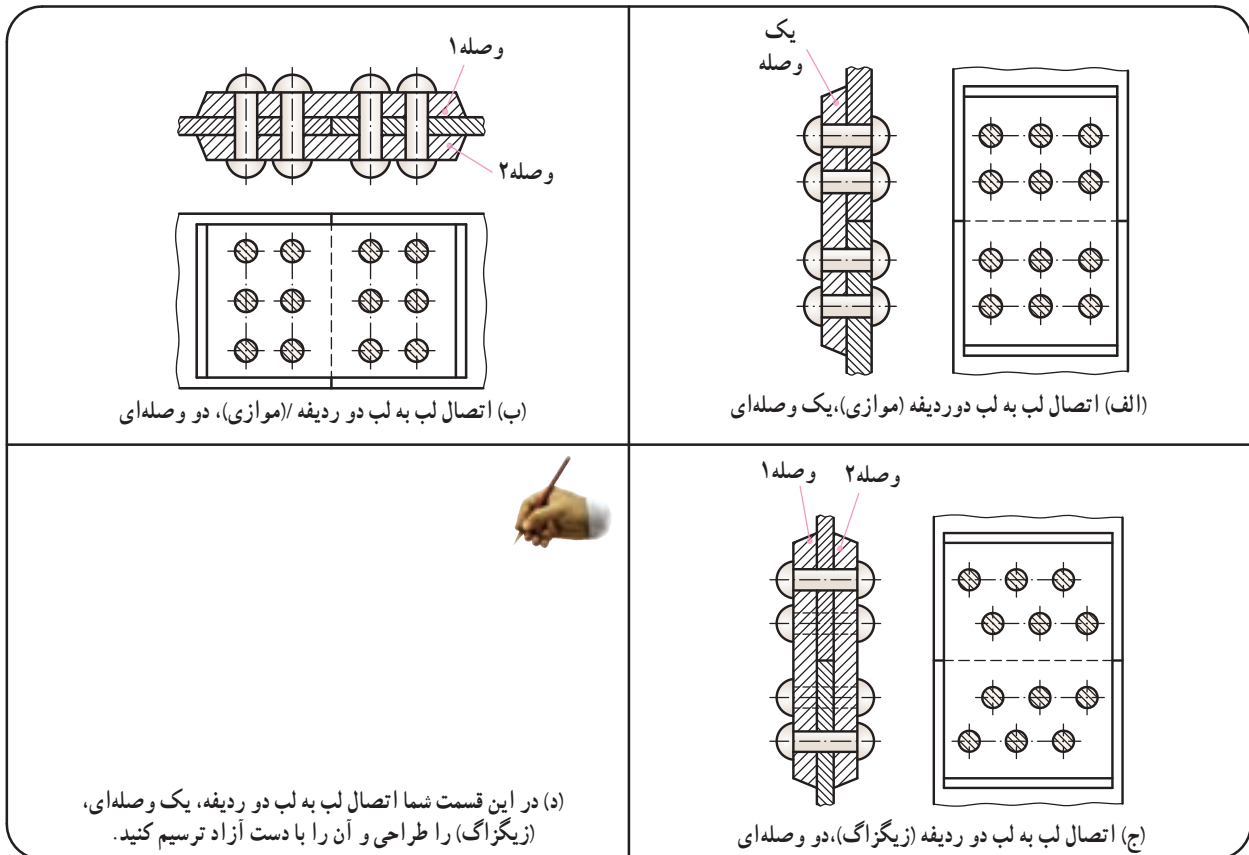 یک
وصله
(الف) اتصال لب به لب دوردیفه (موازی)،یک وصله‌ای
وصله۱
وصله۲
(ب) اتصال لب به لب دو ردیفه /(موازی)، دو وصله‌ای
وصله۱ وصله۲
(ج) اتصال لب به لب دو ردیفه (زیگزاگ)،دو وصله‌ای
(د) در این قسمت شما اتصال لب به لب دو ردیفه، یک وصله‌ای،
(زیگزاگ) را طراحی و آن را با دست آزاد ترسیم کنید.